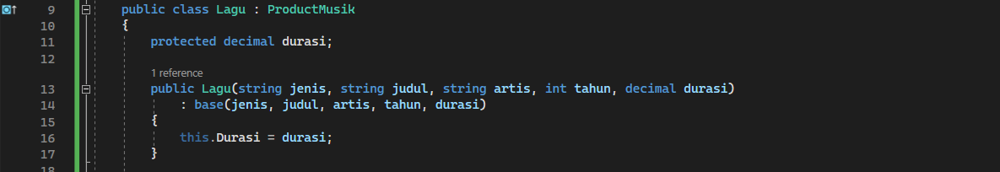 9 public class Lagu : ProductMusik
10 {
11 protected decimal durasi;
12
1 reference
13 public Lagu(string jenis, string judul, string artis, int tahun, decimal durasi)
14 : base(jenis, judul, artis, tahun, durasi)
15 {
16 this.Durasi = durasi;
17 }
18